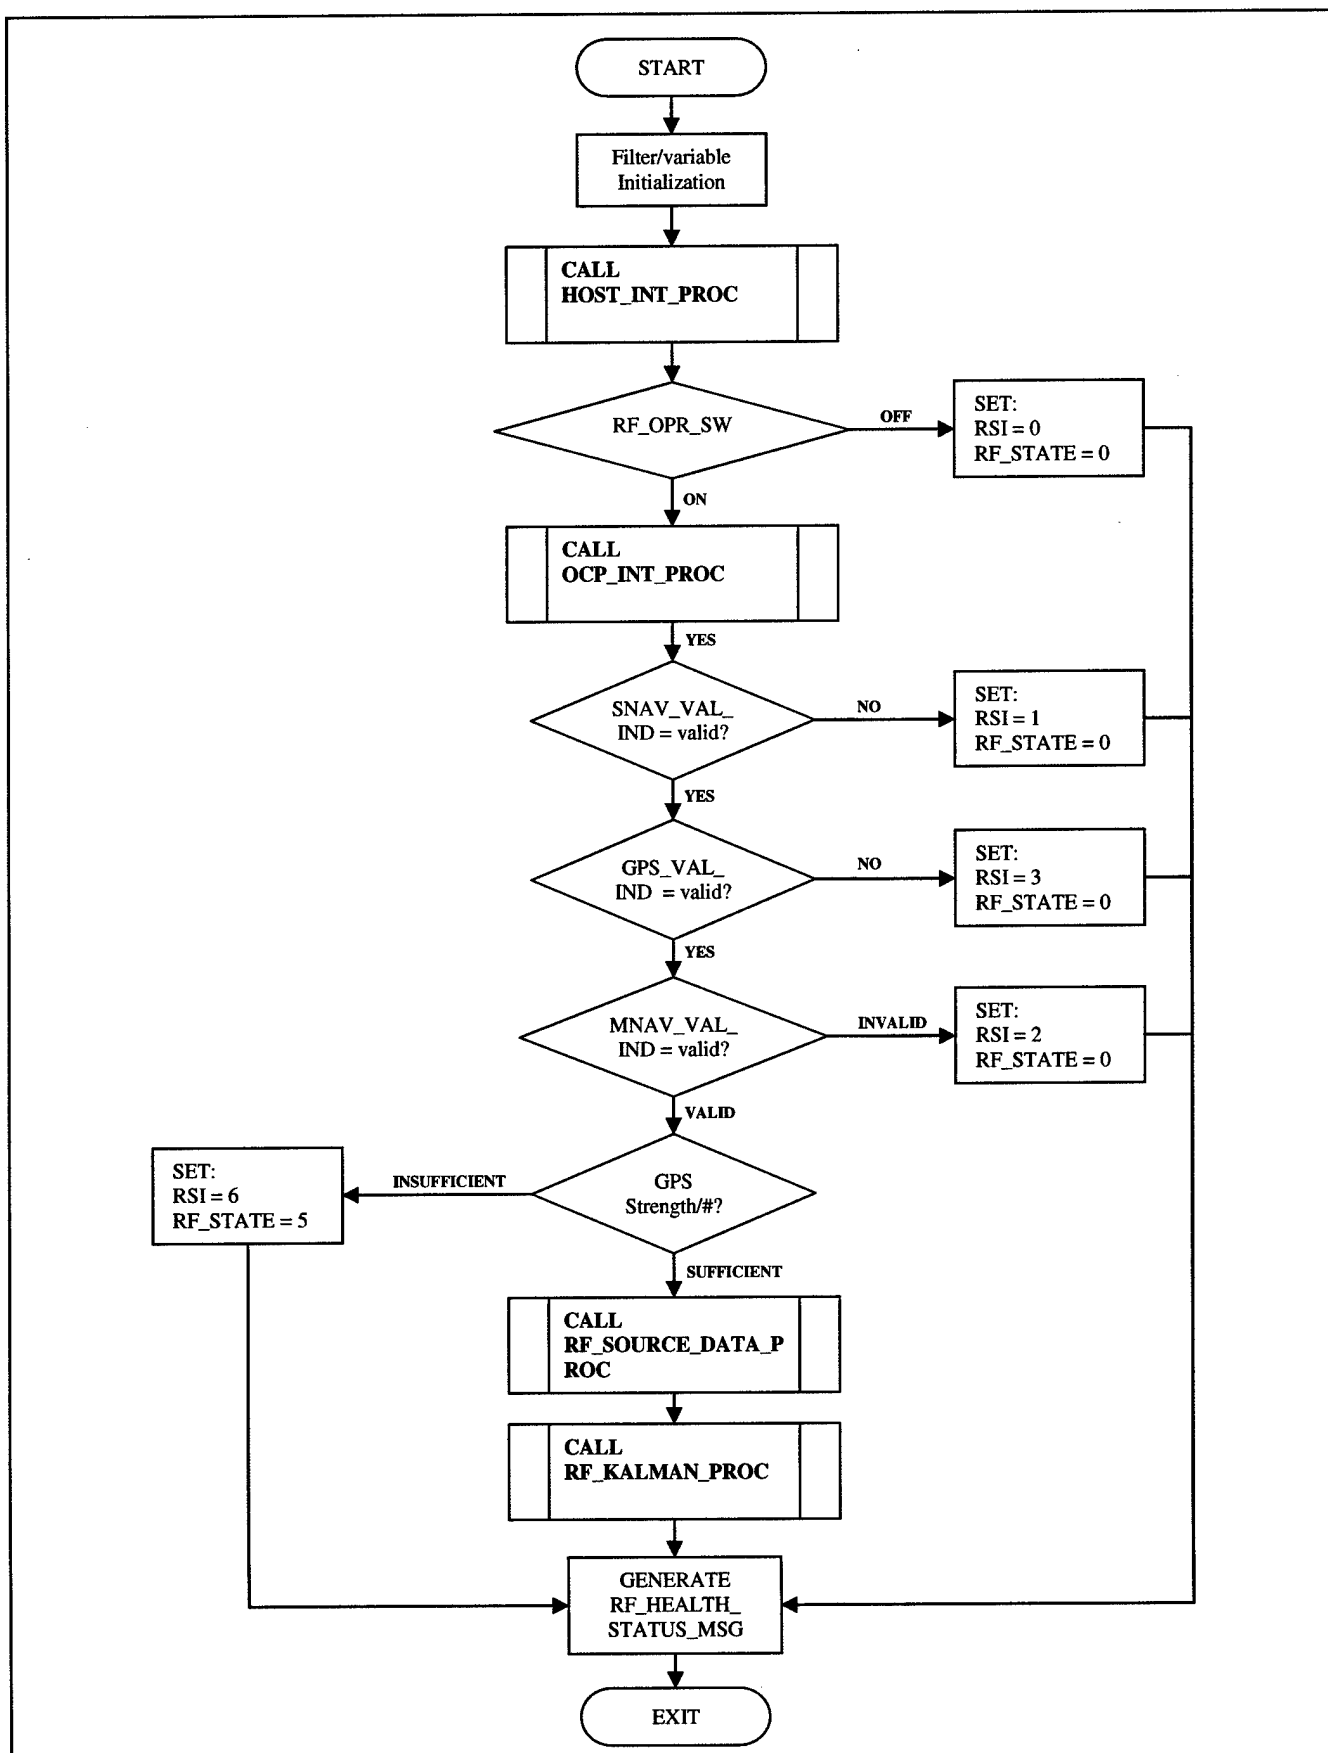 START
Filter/variable
Initialization
CALL
HOST_INT_PROC
RF_OPR_SW
OFF
SET:
RSI = 0
RF_STATE = 0
ON
CALL
OCP_INT_PROC
YES
SNAV_VAL_
IND = valid?
NO
SET:
RSI = 1
RF_STATE = 0
YES
GPS_VAL_
IND = valid?
NO
SET:
RSI = 3
RF_STATE = 0
YES
MNAV_VAL_
IND = valid?
INVALID
SET:
RSI = 2
RF_STATE = 0
VALID
GPS
Strength/#?
INSUFFICIENT
SET:
RSI = 6
RF_STATE = 5
SUFFICIENT
CALL
RF_SOURCE_DATA_P
ROC
CALL
RF_KALMAN_PROC
GENERATE
RF_HEALTH_
STATUS_MSG
EXIT